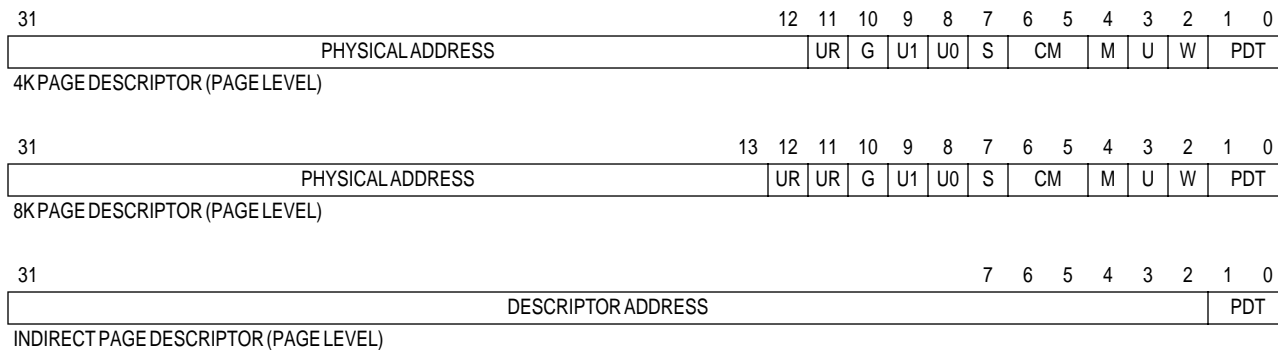 31 12 11 10 9 8 7 6 5 4 3 2 1 0
PHYSICAL ADDRESS UR G U1 U0 S CM M U W PDT
4K PAGE DESCRIPTOR (PAGE LEVEL)
31 13 12 11 10 9 8 7 6 5 4 3 2 1 0
PHYSICAL ADDRESS UR UR G U1 U0 S CM M U W PDT
8K PAGE DESCRIPTOR (PAGE LEVEL)
31 7 6 5 4 3 2 1 0
DESCRIPTOR ADDRESS PDT
INDIRECT PAGE DESCRIPTOR (PAGE LEVEL)